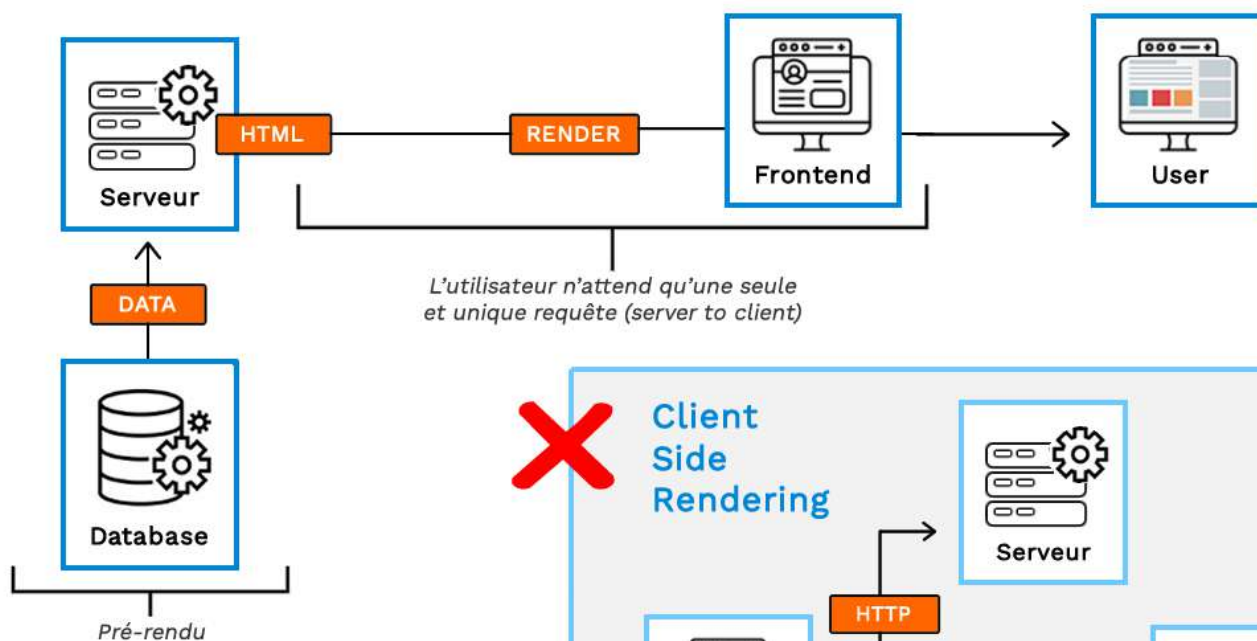 HTML
RENDER
Serveur
Frontend
User
L'utilisateur n'attend qu'une seule
et unique requête (server to client)
DATA
Database
Pré-rendu
Client
Side
Rendering
Serveur
HTTP